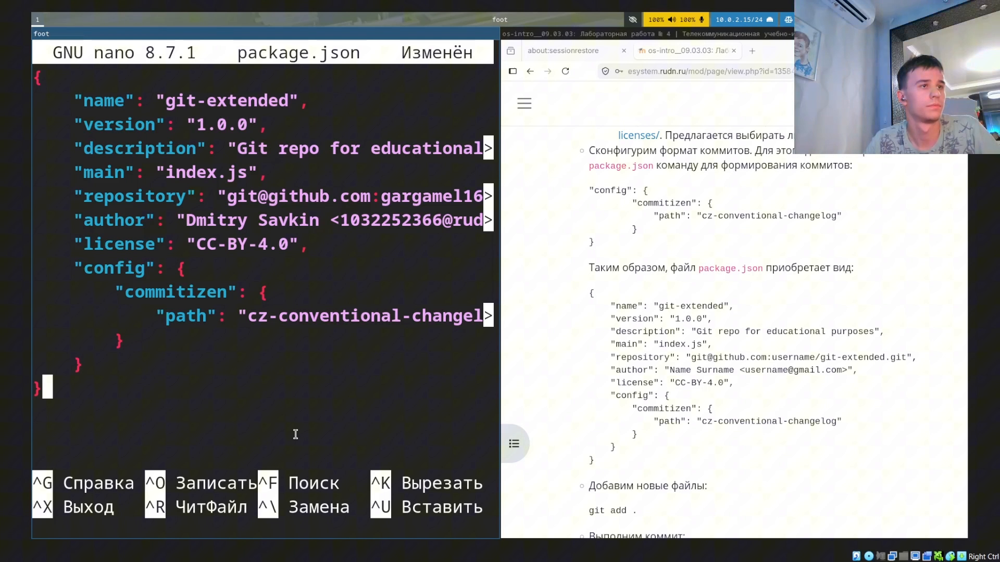 1
foot
100% 100%
10.0.2.15/24
foot
os-intro__09.03.03: Лабораторная работа № 4 | Телекоммуникационная
GNU nano 8.7.1 package.json Изменён
{
"name": "git-extended",
"version": "1.0.0",
"description": "Git repo for educational>
"main": "index.js",
"repository": "git@github.com:gargamel16>
"author": "Dmitry Savkin <1032252366@rud>
"license": "CC-BY-4.0",
"config": {
"commitizen": {
"path": "cz-conventional-changel>
}
}
}
^G Справка ^O Записать ^F Поиск ^K Вырезать
^X Выход ^R ЧитФайл ^\ Замена ^U Вставить
about:sessionrestore
os-intro__09.03.03: Лаб
esystem.rudn.ru/mod/page/view.php?id=1358
licenses/. Предлагается выбирать
Сконфигурим формат коммитов. Для
package.json команду для формирования коммитов:
"config": {
"commitizen": {
"path": "cz-conventional-changelog"
}
}
Таким образом, файл package.json приобретает вид:
{
"name": "git-extended",
"version": "1.0.0",
"description": "Git repo for educational purposes",
"main": "index.js",
"repository": "git@github.com:username/git-extended.git",
"author": "Name Surname <username@gmail.com>",
"license": "CC-BY-4.0",
"config": {
"commitizen": {
"path": "cz-conventional-changelog"
}
}
}
Добавим новые файлы:
git add .
Выполним коммит:
Right Ctrl